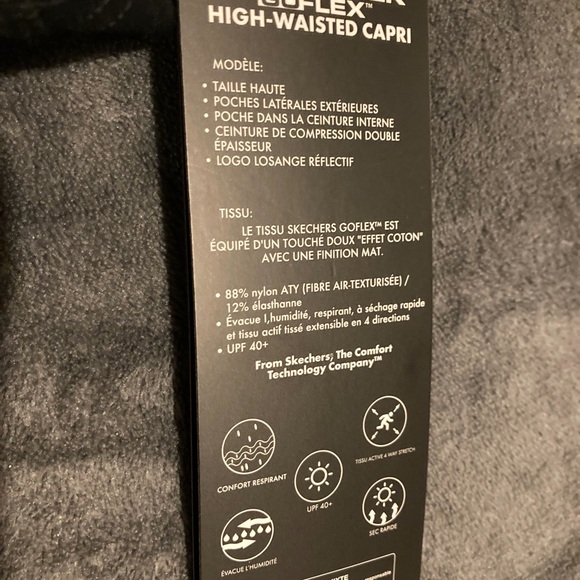 GOFLEX™
HIGH-WAISTED CAPRI
MODÈLE:
• TAILLE HAUTE
• POCHES LATÉRALES EXTÉRIEURES
• POCHE DANS LA CEINTURE INTERNE
• CEINTURE DE COMPRESSION DOUBLE
ÉPAISSEUR
• LOGO LOSANGE RÉFLECTIF
TISSU:
LE TISSU SKECHERS GOFLEX™ EST
ÉQUIPÉ D'UN TOUCHÉ DOUX "EFFET COTON"
AVEC UNE FINITION MAT.
• 88% nylon ATY (FIBRE AIR-TEXTURISÉE) /
12% élasthanne
• Évacue l,humidité, respirant, à séchage rapide
et tissu actif tissé extensible en 4 directions
• UPF 40+
From Skechers, The Comfort
Technology Company™
CONFORT RESPIRANT
TISSU ACTIVE 4 WAY STRETCH
UPF 40+
SEC RAPIDE
ÉVACUE L'HUMIDITÉ